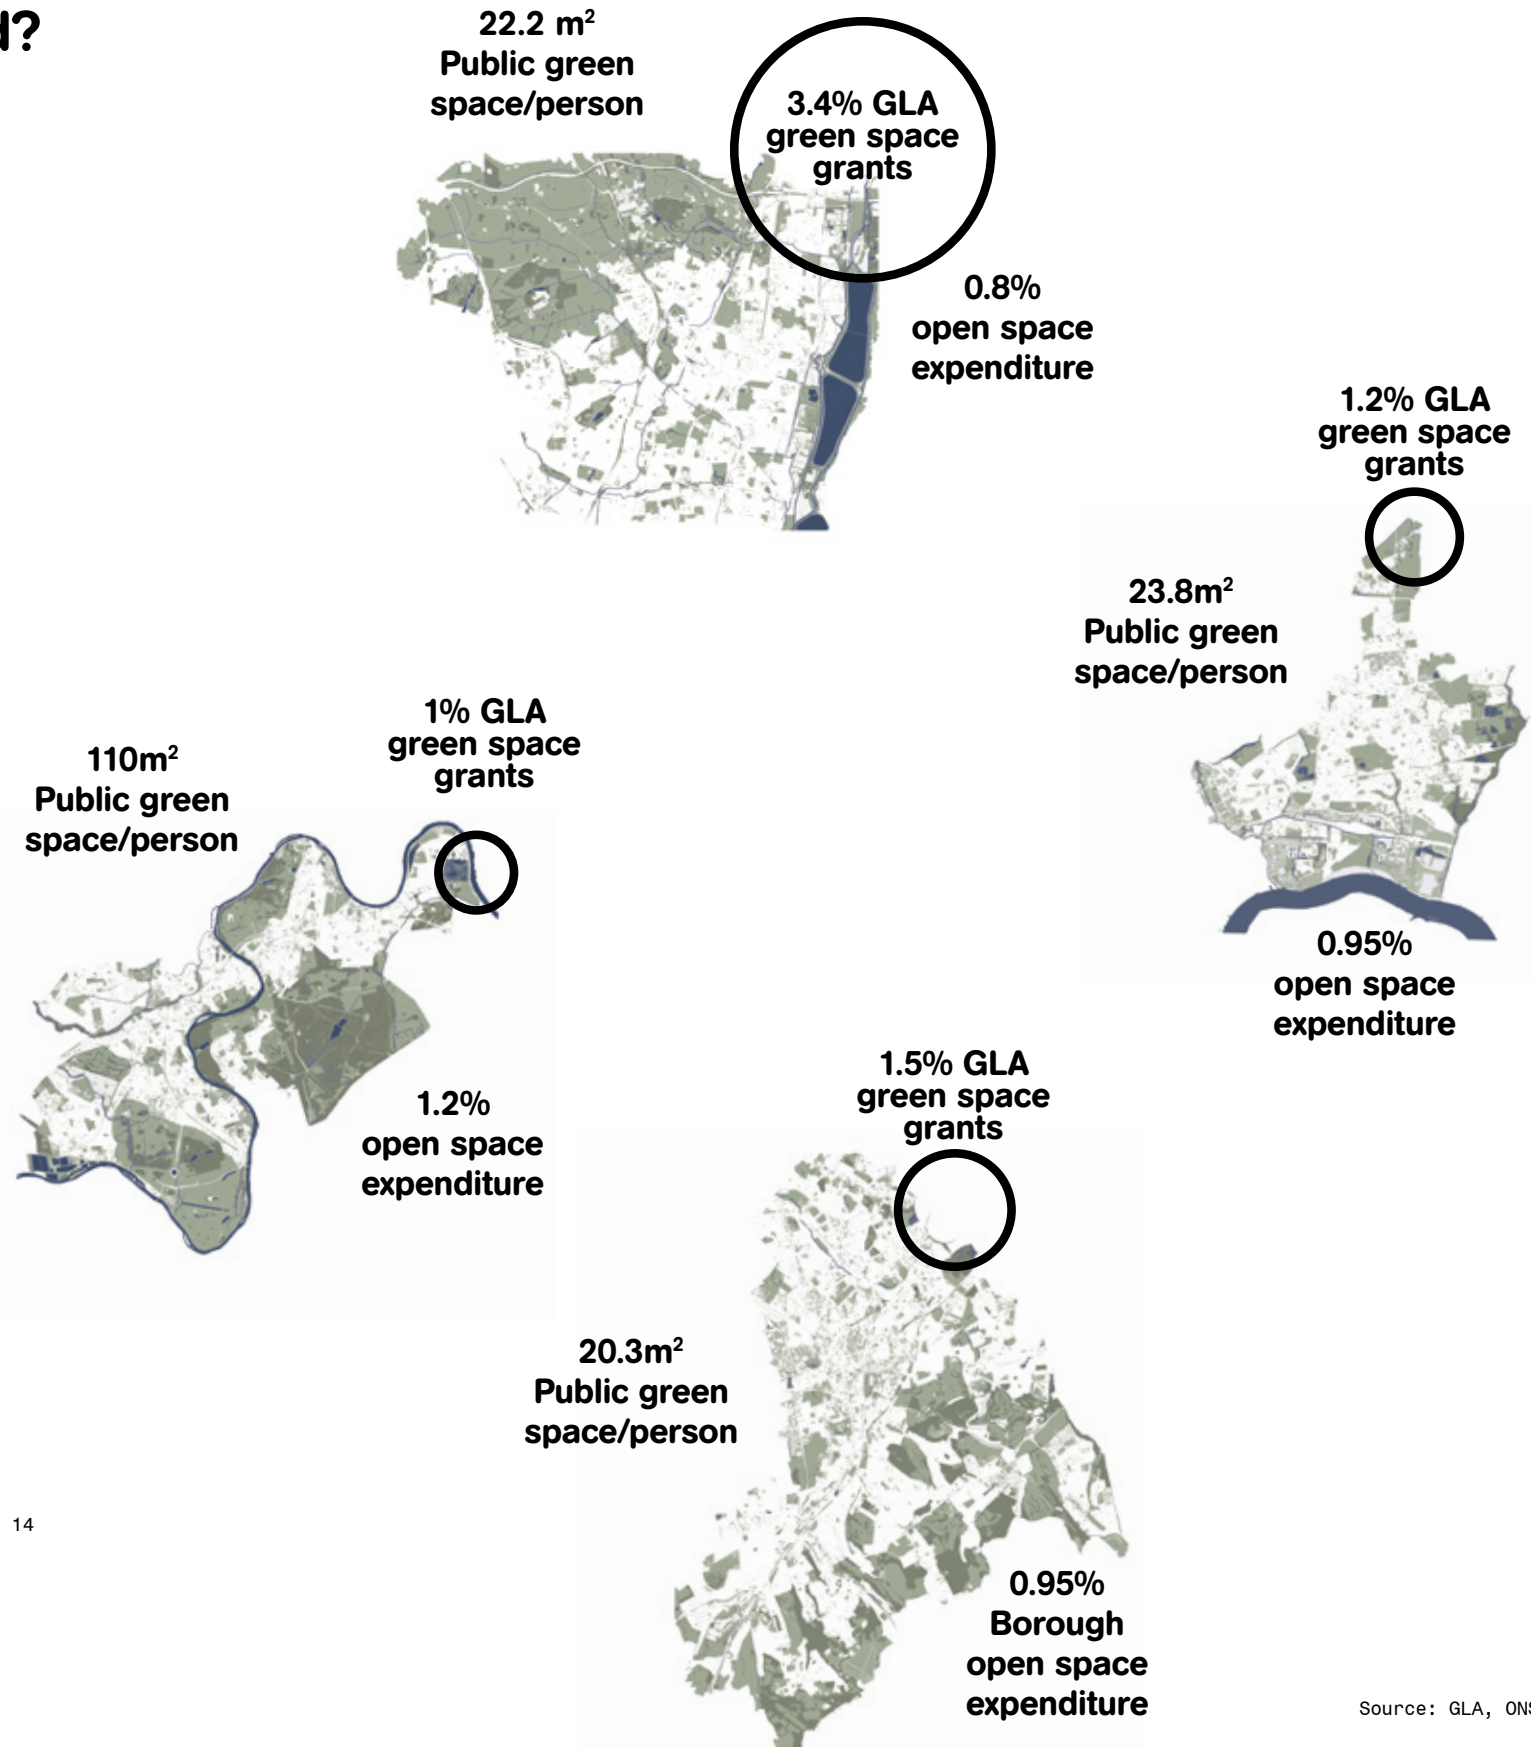 22.2 m²
Public green
space/person
3.4% GLA
green space
grants
0.8%
open space
expenditure
1.2% GLA
green space
grants
23.8m²
Public green
space/person
0.95%
open space
expenditure
1% GLA
green space
grants
110m²
Public green
space/person
1.2%
open space
expenditure
1.5% GLA
green space
grants
20.3m²
Public green
space/person
0.95%
Borough
open space
expenditure
14
Source: GLA,